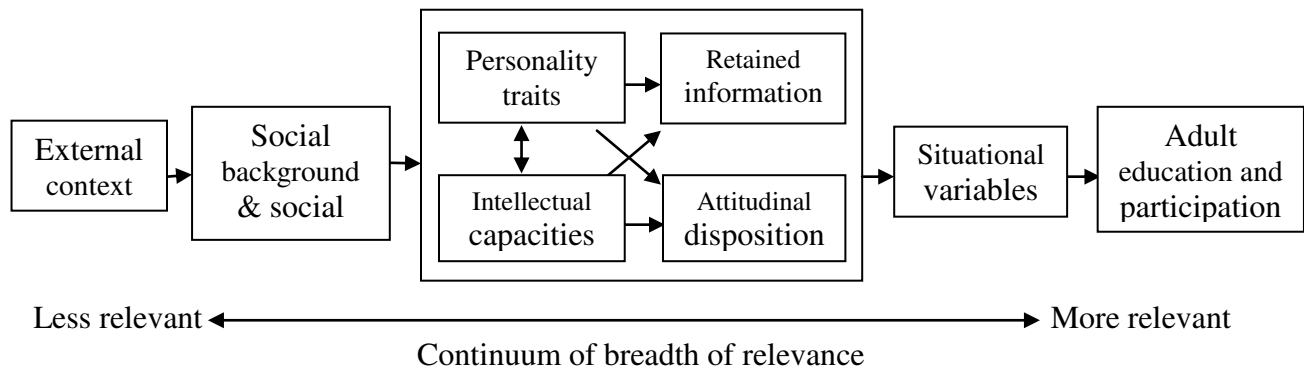 External
context
Social
background
& social
Personality
traits
Retained
information
Intellectual
capacities
Attitudinal
disposition
Situational
variables
Adult
education and
participation
Less relevant
More relevant
Continuum of breadth of relevance